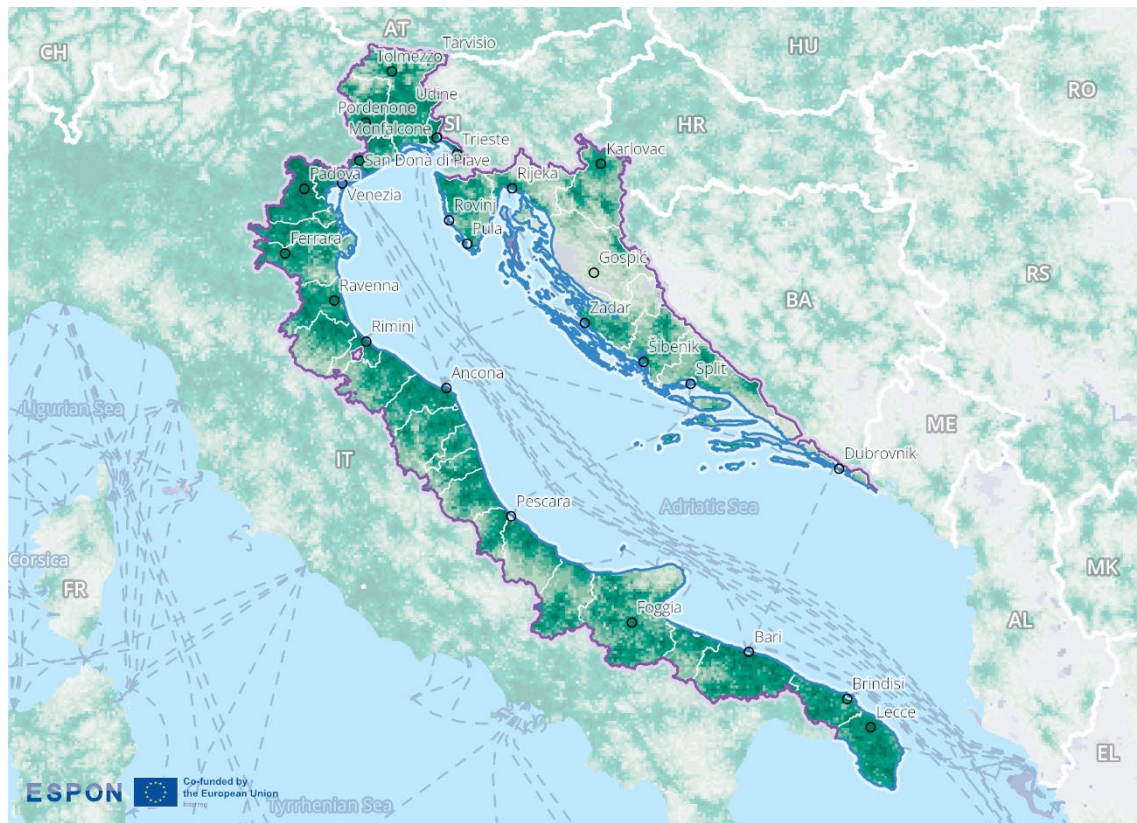 AT
CH
Tarvisio
HU
Tolmezzo
RO
Udine
Pordenone
SI
HR
Monfalcone
Trieste
Karlovac
San Donà di Piave
Padova
Venezia
Rijeka
Rovinj
Pula
Ferrara
Gospić
RS
Ravenna
BA
Zadar
Rimini
Šibenik
Ancona
Split
Ligurian Sea
ME
IT
Dubrovnik
Pescara
Adriatic Sea
Corsica
MK
FR
Foggia
AL
Bari
Brindisi
Lecce
EL
ESPON
Co-funded by
the European Union
Interreg
Tyrrhenian Sea